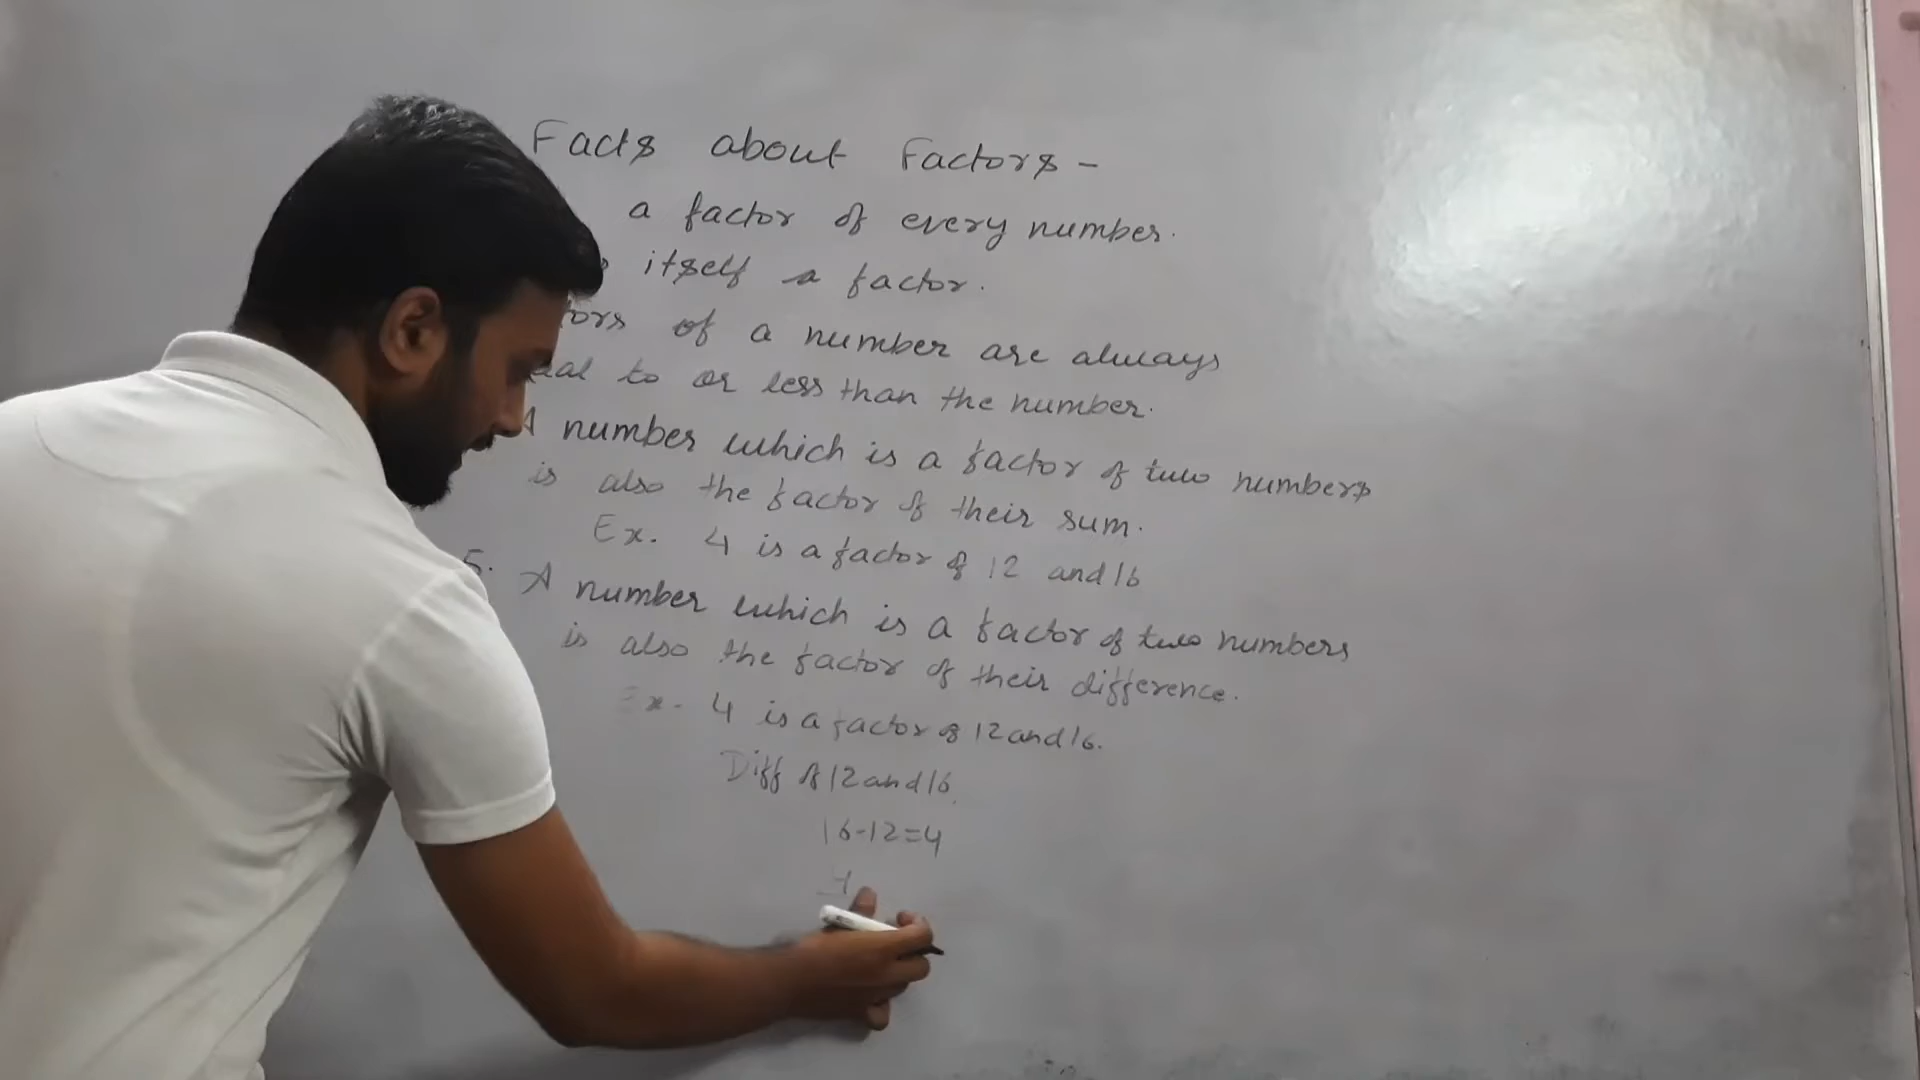 Facts about Factors -
a factor of every number.
itself a factor.
of a number are always
to or less than the number.
A number which is a factor of two numbers
is also the factor of their sum.
Ex. 4 is a factor of 12 and 16
5. A number which is a factor of two numbers
is also the factor of their difference.
Ex. 4 is a factor of 12 and 16.
Diff of 12 and 16.
16-12=4